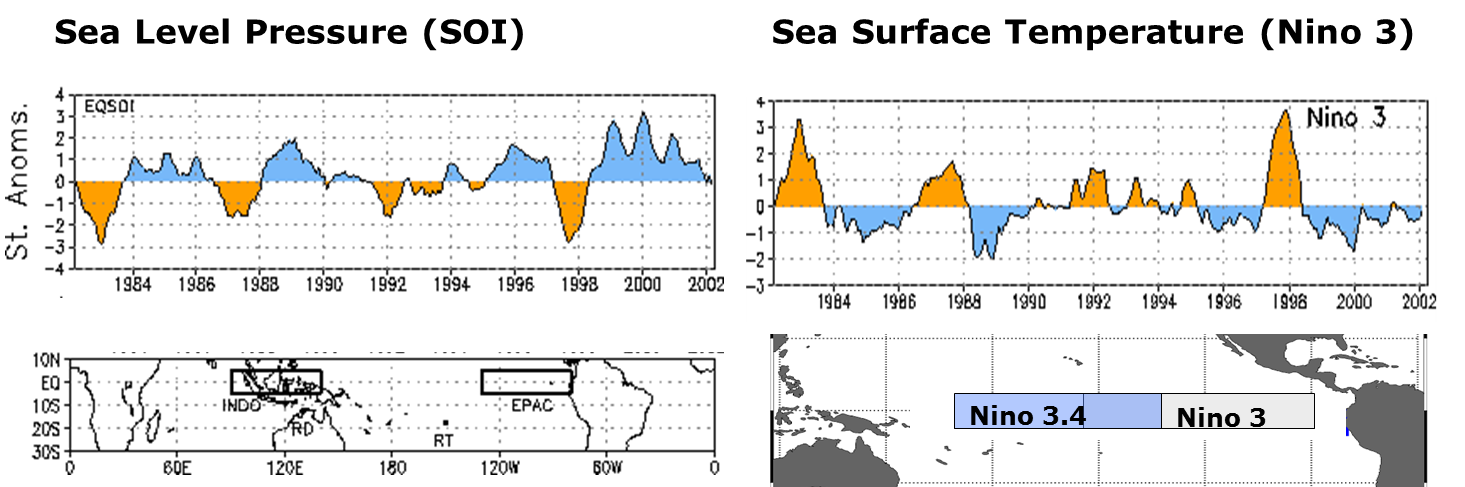 Sea Level Pressure (SOI)
Sea Surface Temperature (Nino 3)
St. Anoms.
EQSOI
4
3
2
1
0
-1
-2
-3
-4
1984 1986 1988 1990 1992 1994 1996 1998 2000 2002
Nino 3
4
3
2
1
0
-1
-2
-3
1984 1986 1988 1990 1992 1994 1996 1998 2000 2002
10N
EQ
10S
20S
30S
INDO
EPAC
RD
RT
0 60E 120E 180 120W 60W 0
Nino 3.4
Nino 3